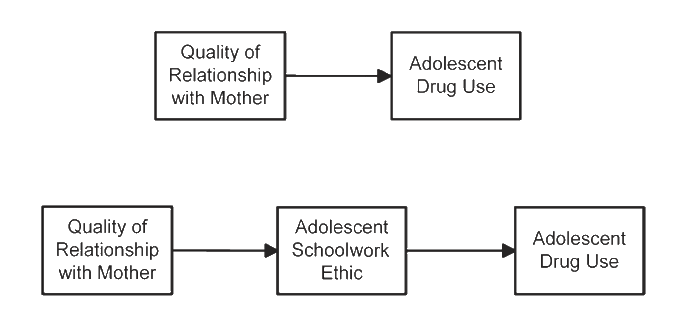 Quality of
Relationship
with Mother
Adolescent
Drug Use
Quality of
Relationship
with Mother
Adolescent
Schoolwork
Ethic
Adolescent
Drug Use